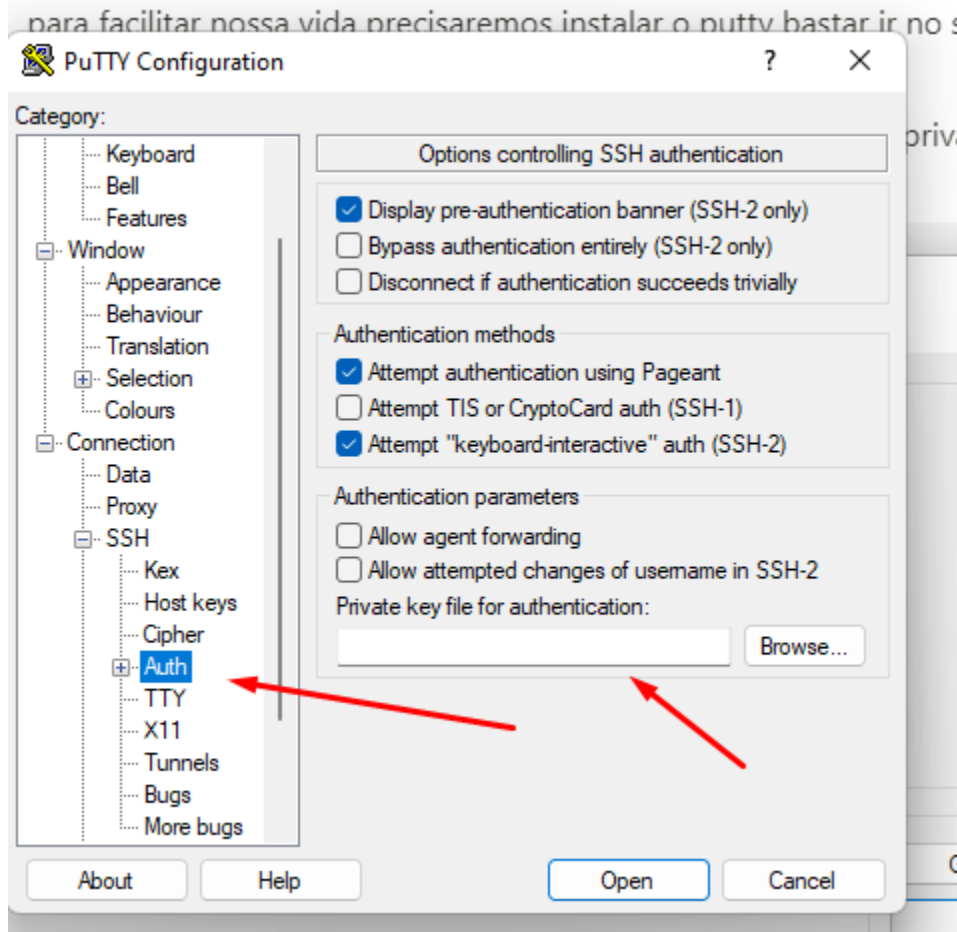 para facilitar nossa vida precisaremos instalar o putty bastar ir no s
PuTTY Configuration
?
Category:
Keyboard
Bell
Features
Window
Appearance
Behaviour
Translation
Selection
Colours
Connection
Data
Proxy
SSH
Kex
Host keys
Cipher
Auth
TTY
X11
Tunnels
Bugs
More bugs
Options controlling SSH authentication
Display pre-authentication banner (SSH-2 only)
Bypass authentication entirely (SSH-2 only)
Disconnect if authentication succeeds trivially
Authentication methods
Attempt authentication using Pageant
Attempt TIS or CryptoCard auth (SSH-1)
Attempt "keyboard-interactive" auth (SSH-2)
Authentication parameters
Allow agent forwarding
Allow attempted changes of username in SSH-2
Private key file for authentication:
Browse...
About
Help
Open
Cancel
priva